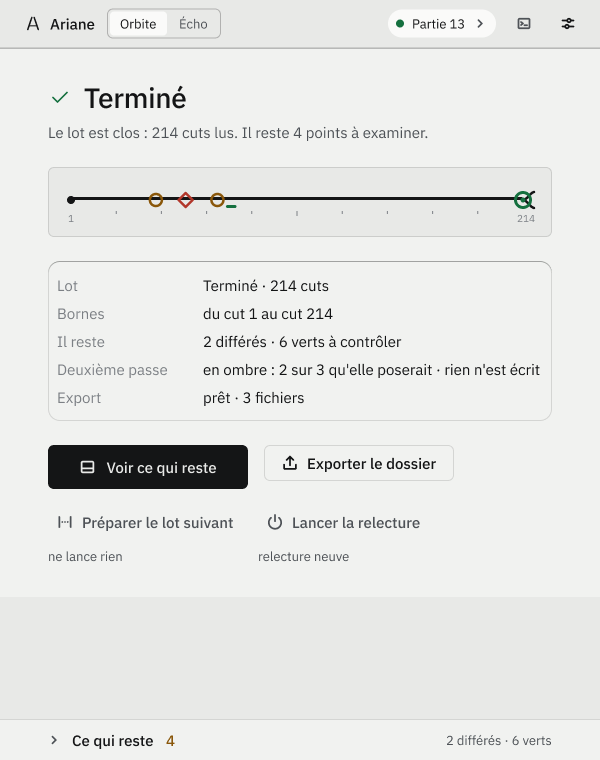 Ariane
Orbite
Écho
Partie 13
Terminé
Le lot est clos : 214 cuts lus. Il reste 4 points à examiner.
1
214
Lot
Terminé · 214 cuts
Bornes
du cut 1 au cut 214
Il reste
2 différés · 6 verts à contrôler
Deuxième passe
en ombre : 2 sur 3 qu'elle poserait · rien n'est écrit
Export
prêt · 3 fichiers
Voir ce qui reste
Exporter le dossier
Préparer le lot suivant
Lancer la relecture
ne lance rien
relecture neuve
Ce qui reste 4
2 différés · 6 verts